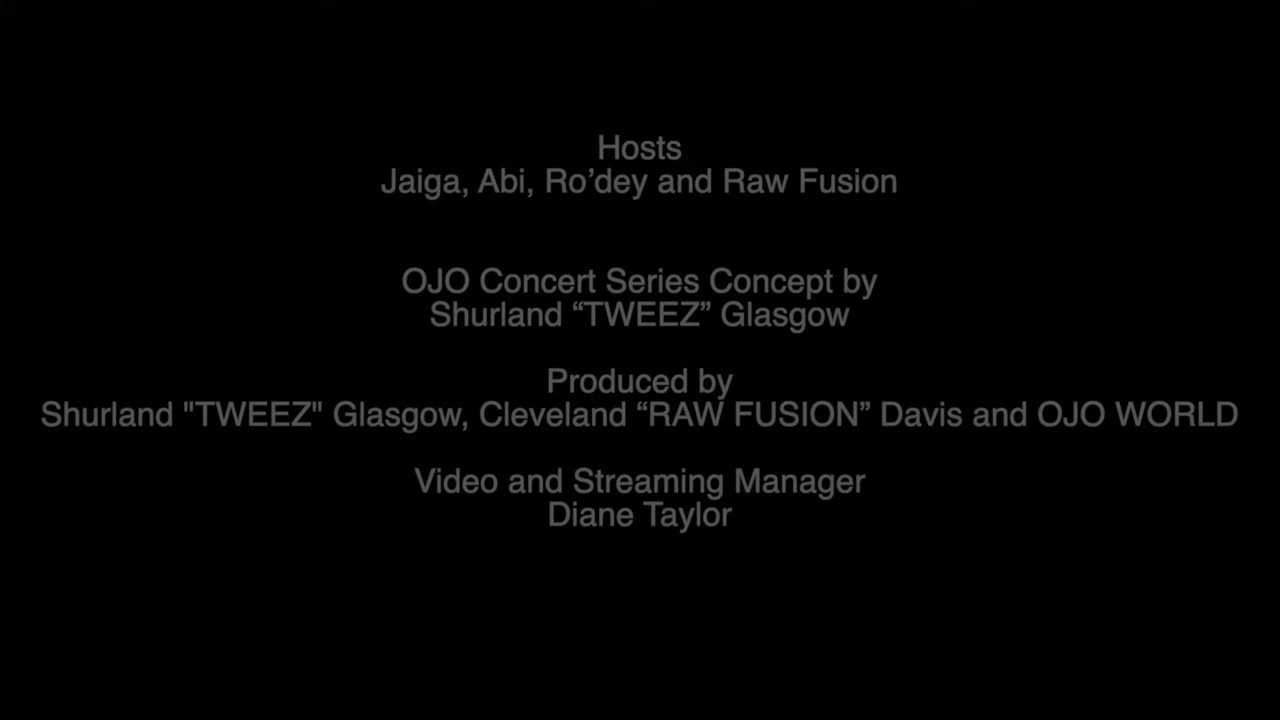 Hosts
Jaiga, Abi, Ro’dey and Raw Fusion
OJO Concert Series Concept by
Shurland “TWEEZ” Glasgow
Produced by
Shurland "TWEEZ" Glasgow, Cleveland “RAW FUSION” Davis and OJO WORLD
Video and Streaming Manager
Diane Taylor